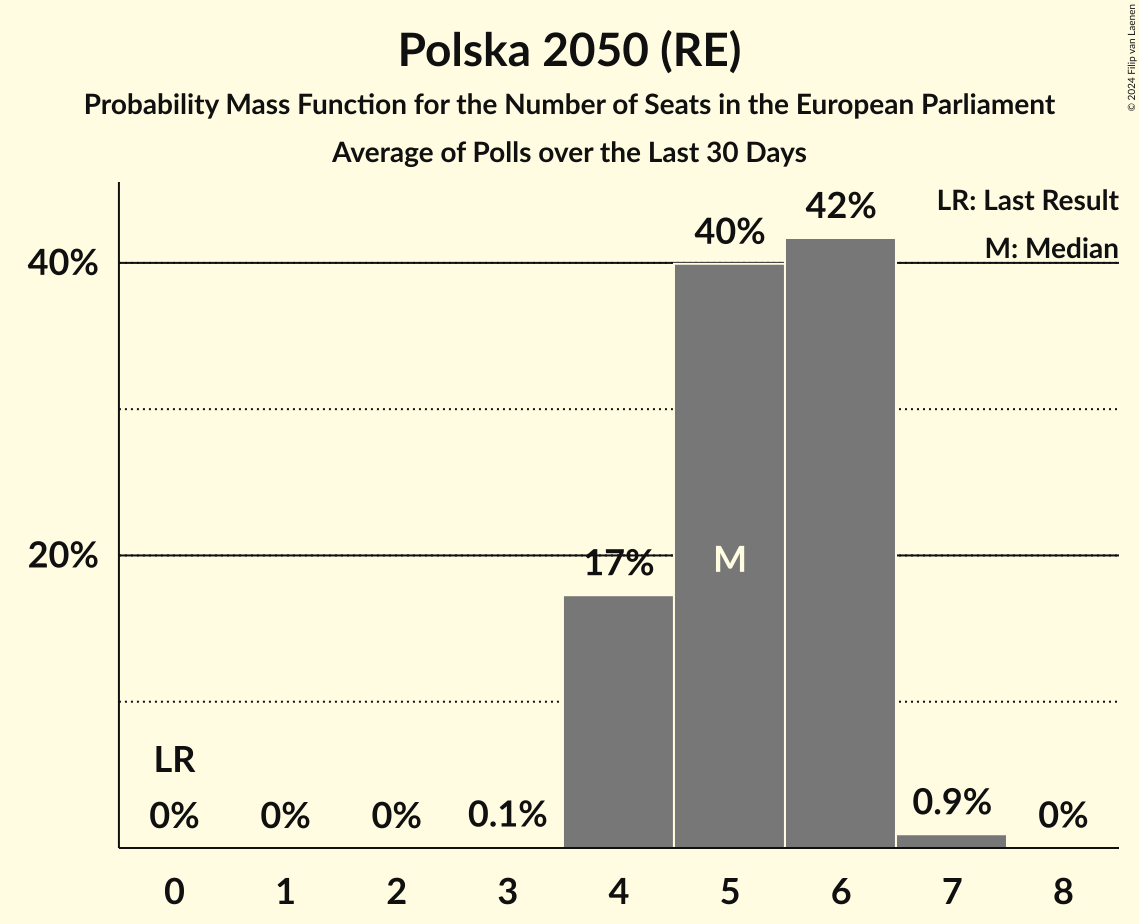 Polska 2050 (RE)
Probability Mass Function for the Number of Seats in the European Parliament
Average of Polls over the Last 30 Days
© 2024 Filip van Laenen
LR: Last Result
M: Median
40%
20%
LR
0%
0%
0%
0.1%
17%
40%
M
42%
0.9%
0%
0 1 2 3 4 5 6 7 8